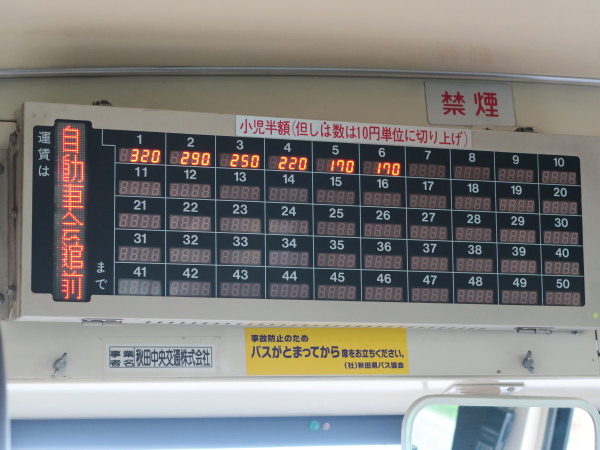 禁煙
小児半額(但しは数は10円単位に切り上げ)
運賃は
自動車会館前
まで
1 2 3 4 5 6 7 8 9 10
320 290 250 220 170 170
11 12 13 14 15 16 17 18 19 20
21 22 23 24 25 26 27 28 29 30
31 32 33 34 35 36 37 38 39 40
41 42 43 44 45 46 47 48 49 50
事業者名 秋田中央交通株式会社
事故防止のため
バスがとまってから席をお立ちください。
(社)秋田県バス協会